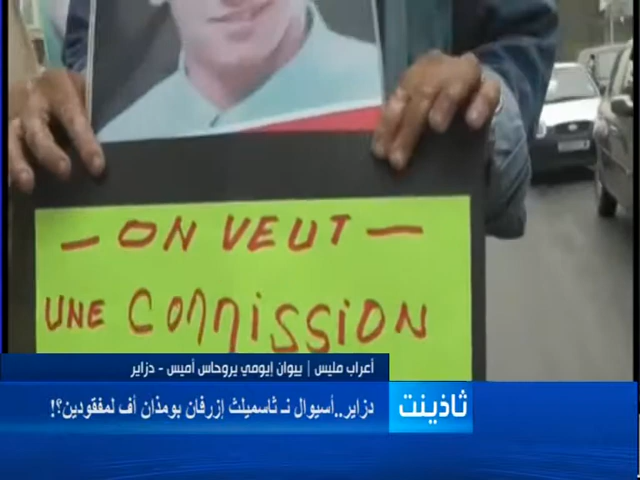 - ON VEUT -
UNE COMMISSION
أعراب مليس | ييوان إيومي يروحاس أميس - دزاير
ثاذينت
دزاير..أسيوال نـ ثاسميلث إزرفان بومذان أف لمفقودين؟!